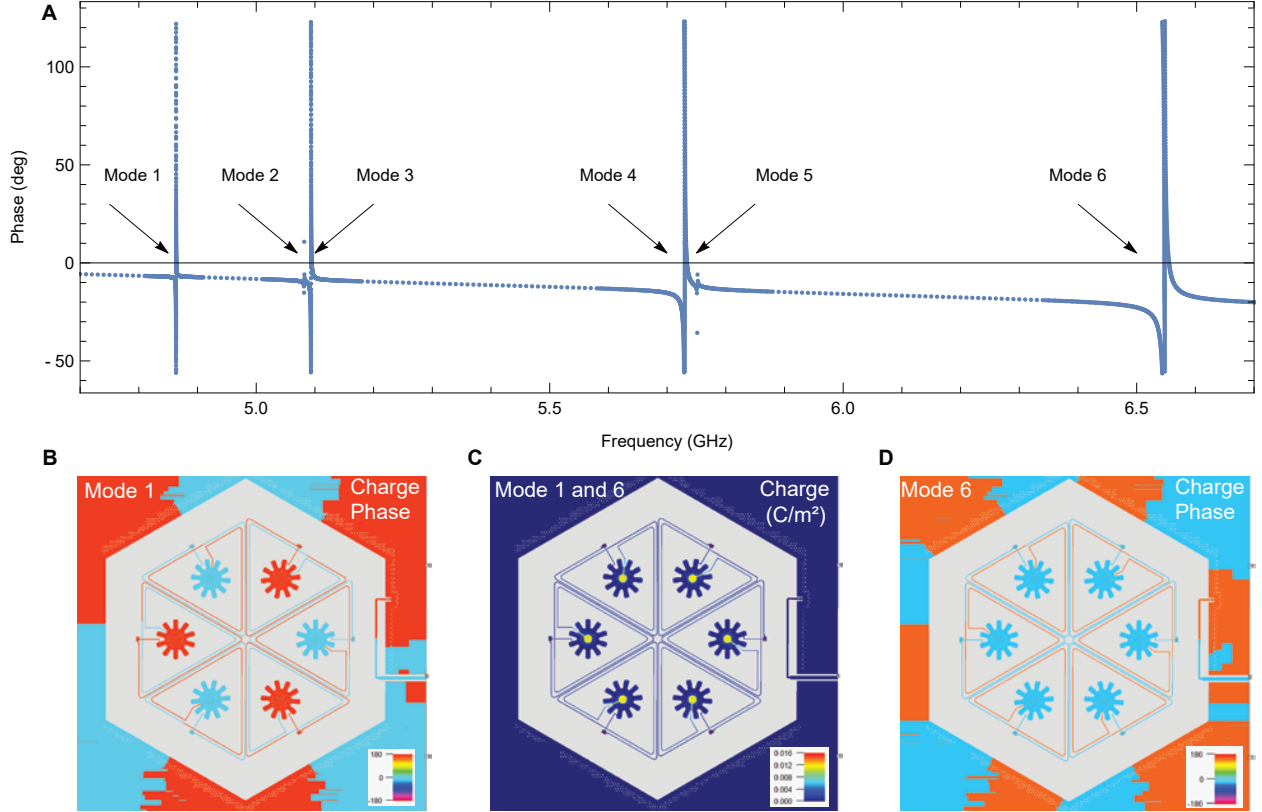 A
Phase (deg)
100
50
0
- 50
Mode 1
Mode 2
Mode 3
Mode 4
Mode 5
Mode 6
5.0
5.5
6.0
6.5
Frequency (GHz)
B
Mode 1
Charge
Phase
180
0
-180
C
Mode 1 and 6
Charge
(C/m²)
0.016
0.012
0.008
0.004
0.000
D
Mode 6
Charge
Phase
180
0
-180